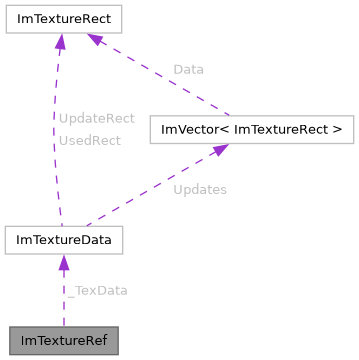 ImTextureRect
Data
UpdateRect
UsedRect
ImVector< ImTextureRect >
Updates
ImTextureData
_TexData
ImTextureRef